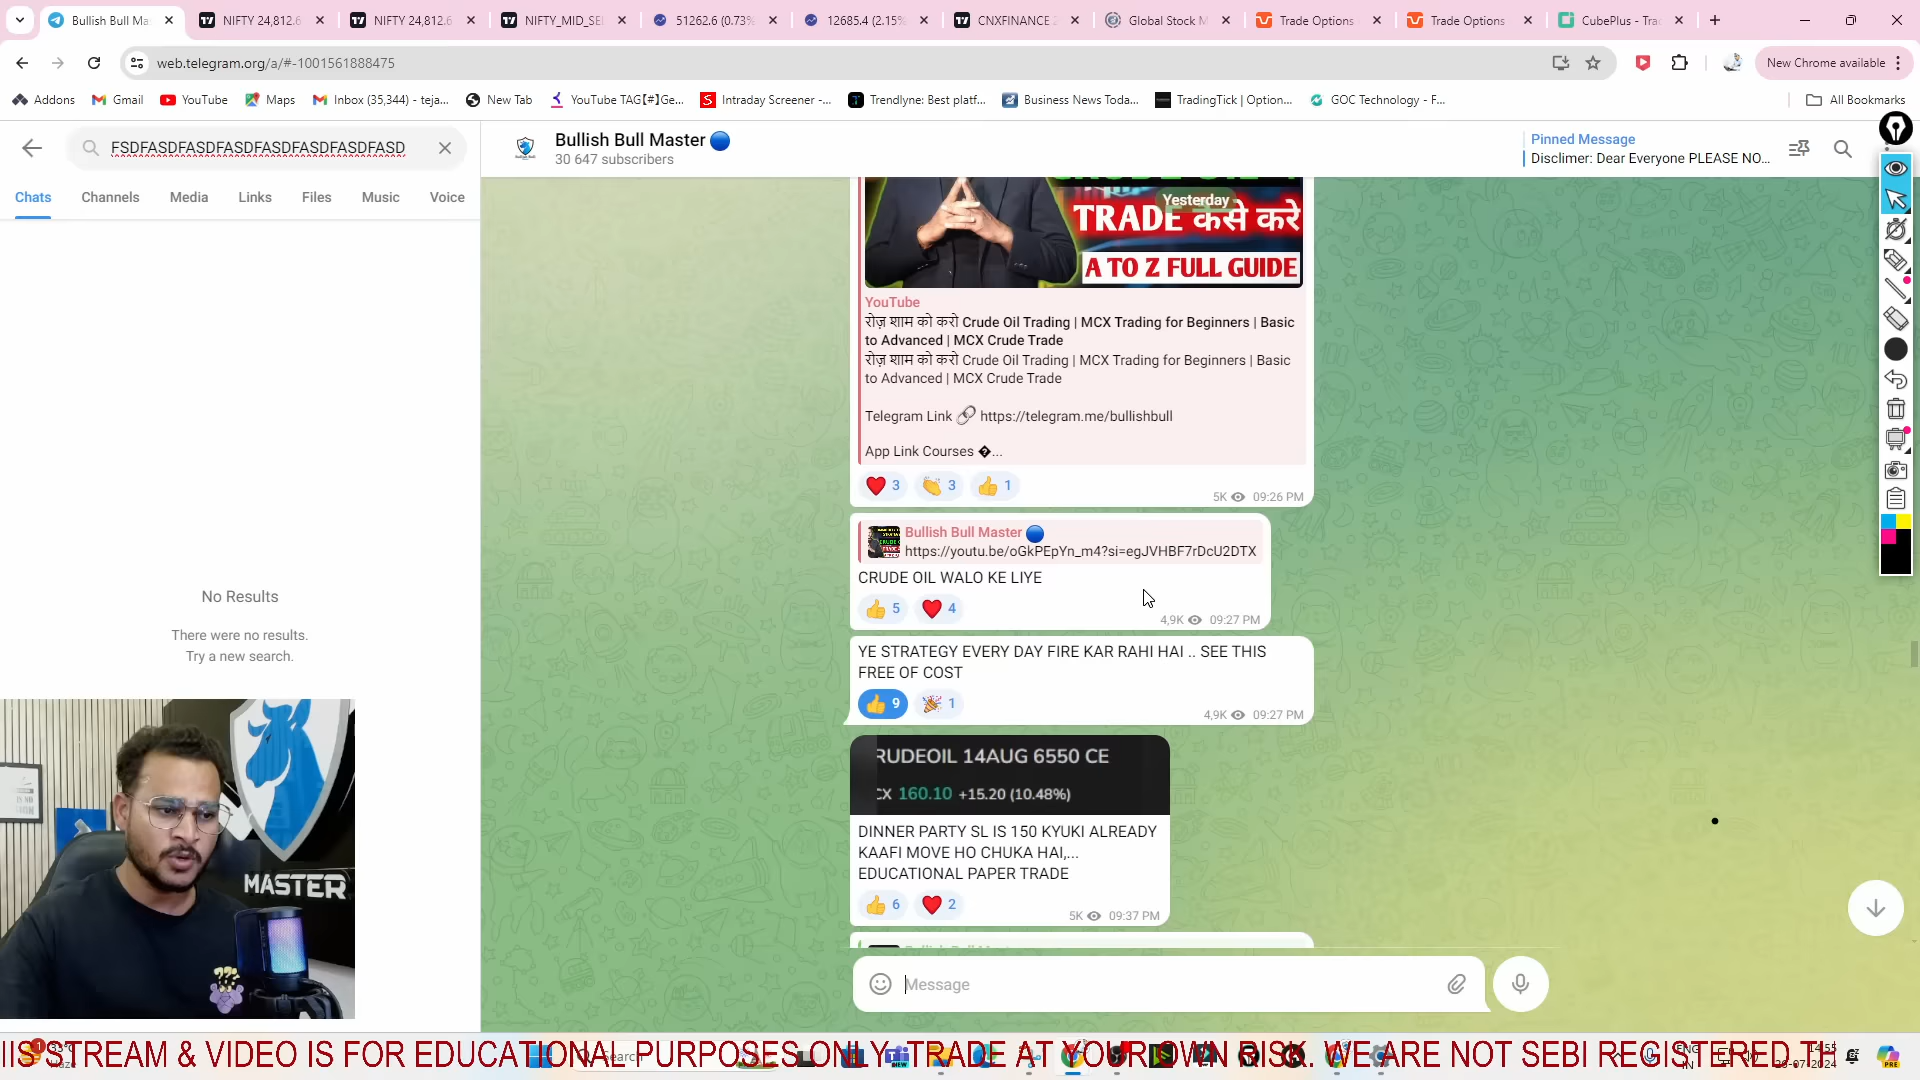 Bullish Bull Ma
NIFTY 24,812.6
NIFTY 24,812.6
NIFTY_MID_SEL
51262.6 (0.73%
12685.4 (2.15%
CNXFINANCE 2
Global Stock M
Trade Options
Trade Options
CubePlus - Tra
web.telegram.org/a/#-1001561888475
New Chrome available
Addons
Gmail
YouTube
Maps
Inbox (35,344) - teja...
New Tab
YouTube TAG【#】Ge...
Intraday Screener -...
Trendlyne: Best platf...
Business News Toda...
TradingTick | Option...
GOC Technology - F...
All Bookmarks
FSDFASDFASDFASDFASDFASDFASDFASD
Chats
Channels
Media
Links
Files
Music
Voice
No Results
There were no results.
Try a new search.
Bullish Bull Master
30 647 subscribers
Pinned Message
Disclimer: Dear Everyone PLEASE NO...
Yesterday
TRADE कैसे करे
A TO Z FULL GUIDE
YouTube
रोज़ शाम को करो Crude Oil Trading | MCX Trading for Beginners | Basic
to Advanced | MCX Crude Trade
रोज़ शाम को करो Crude Oil Trading | MCX Trading for Beginners | Basic
to Advanced | MCX Crude Trade
Telegram Link 🔗 https://telegram.me/bullishbull
App Link Courses �...
3
3
1
5K 09:26 PM
Bullish Bull Master
https://youtu.be/oGkPEpYn_m4?si=egJVHBF7rDcU2DTX
CRUDE OIL WALO KE LIYE
5
4
4,9K 09:27 PM
YE STRATEGY EVERY DAY FIRE KAR RAHI HAI .. SEE THIS
FREE OF COST
9
1
4,9K 09:27 PM
RUDEOIL 14AUG 6550 CE
CX 160.10 +15.20 (10.48%)
DINNER PARTY SL IS 150 KYUKI ALREADY
KAAFI MOVE HO CHUKA HAI,...
EDUCATIONAL PAPER TRADE
6
2
5K 09:37 PM
Message
MASTER
IIS STREAM & VIDEO IS FOR EDUCATIONAL PURPOSES ONLY. TRADE AT YOUR OWN RISK. WE ARE NOT SEBI REGISTERED. TH